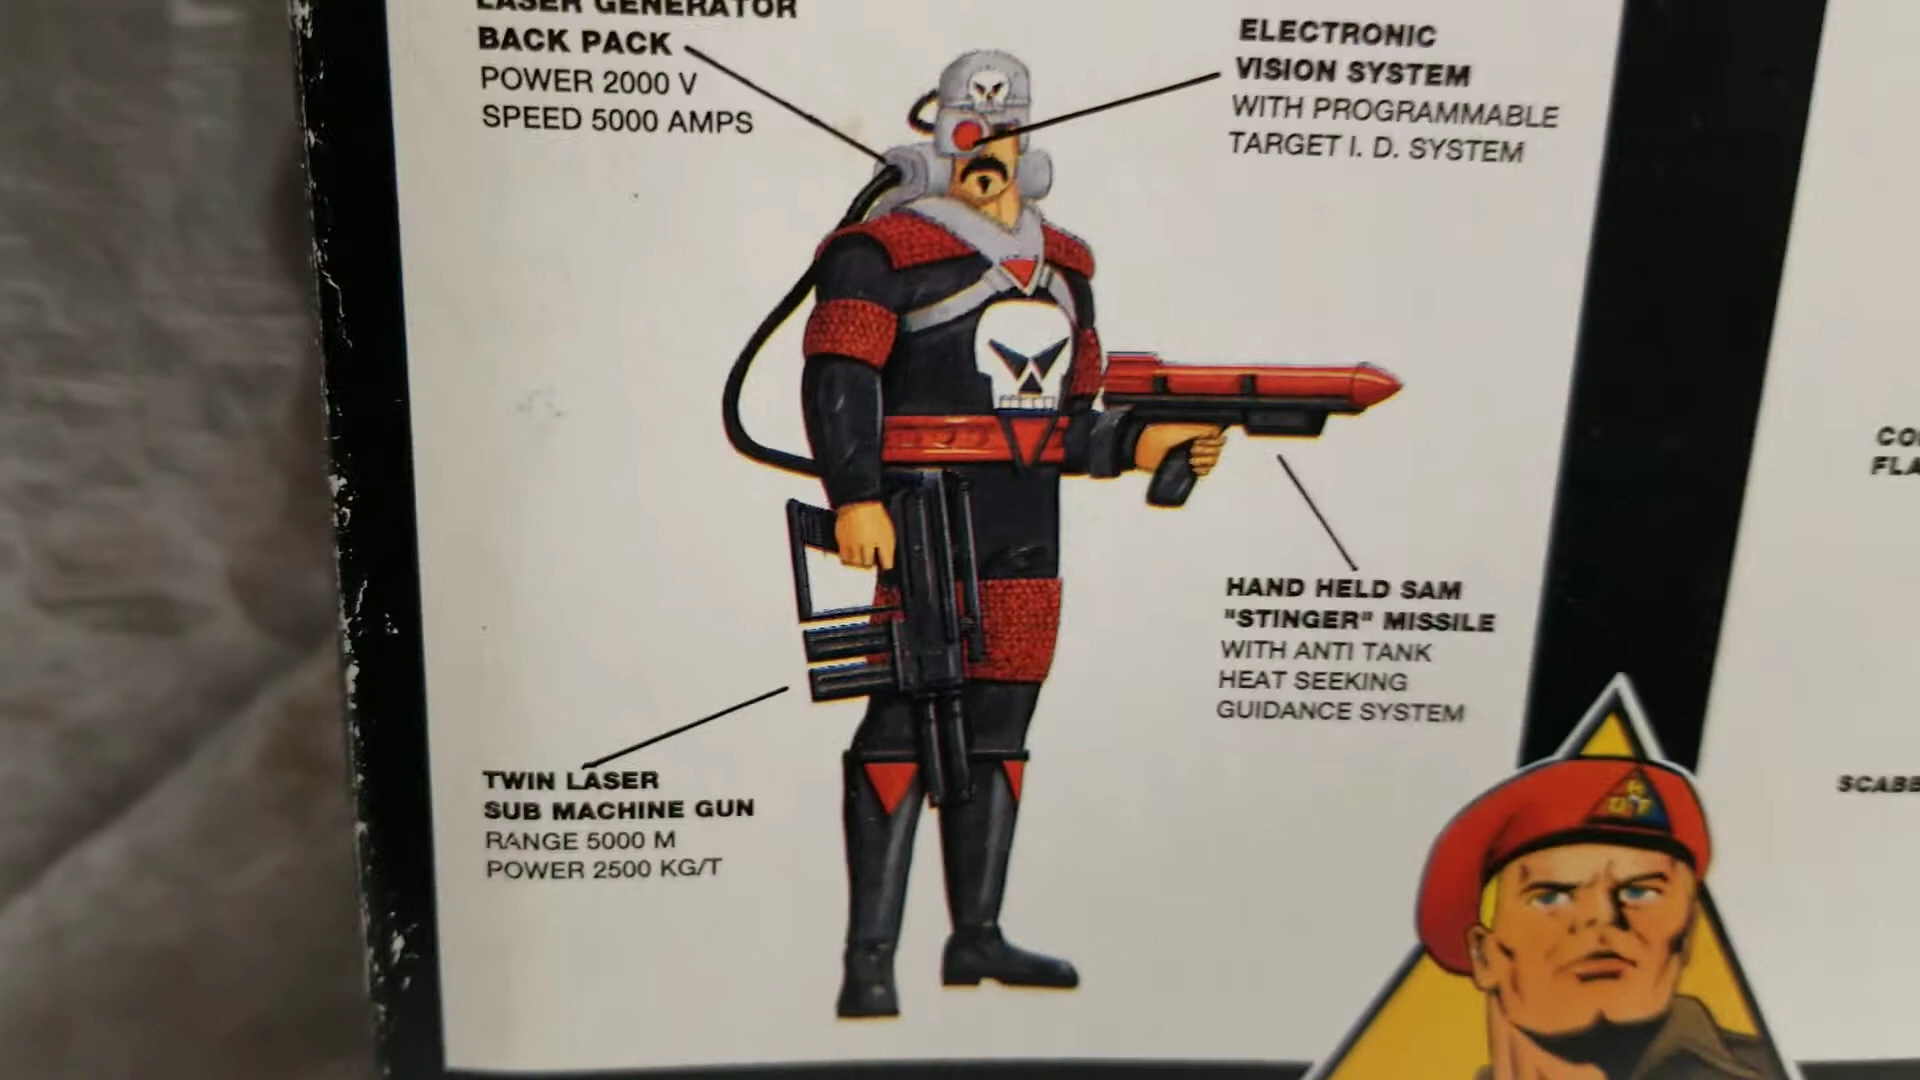 LASER GENERATOR
BACK PACK
POWER 2000 V
SPEED 5000 AMPS
ELECTRONIC
VISION SYSTEM
WITH PROGRAMMABLE
TARGET I. D. SYSTEM
HAND HELD SAM
"STINGER" MISSILE
WITH ANTI TANK
HEAT SEEKING
GUIDANCE SYSTEM
TWIN LASER
SUB MACHINE GUN
RANGE 5000 M
POWER 2500 KG/T